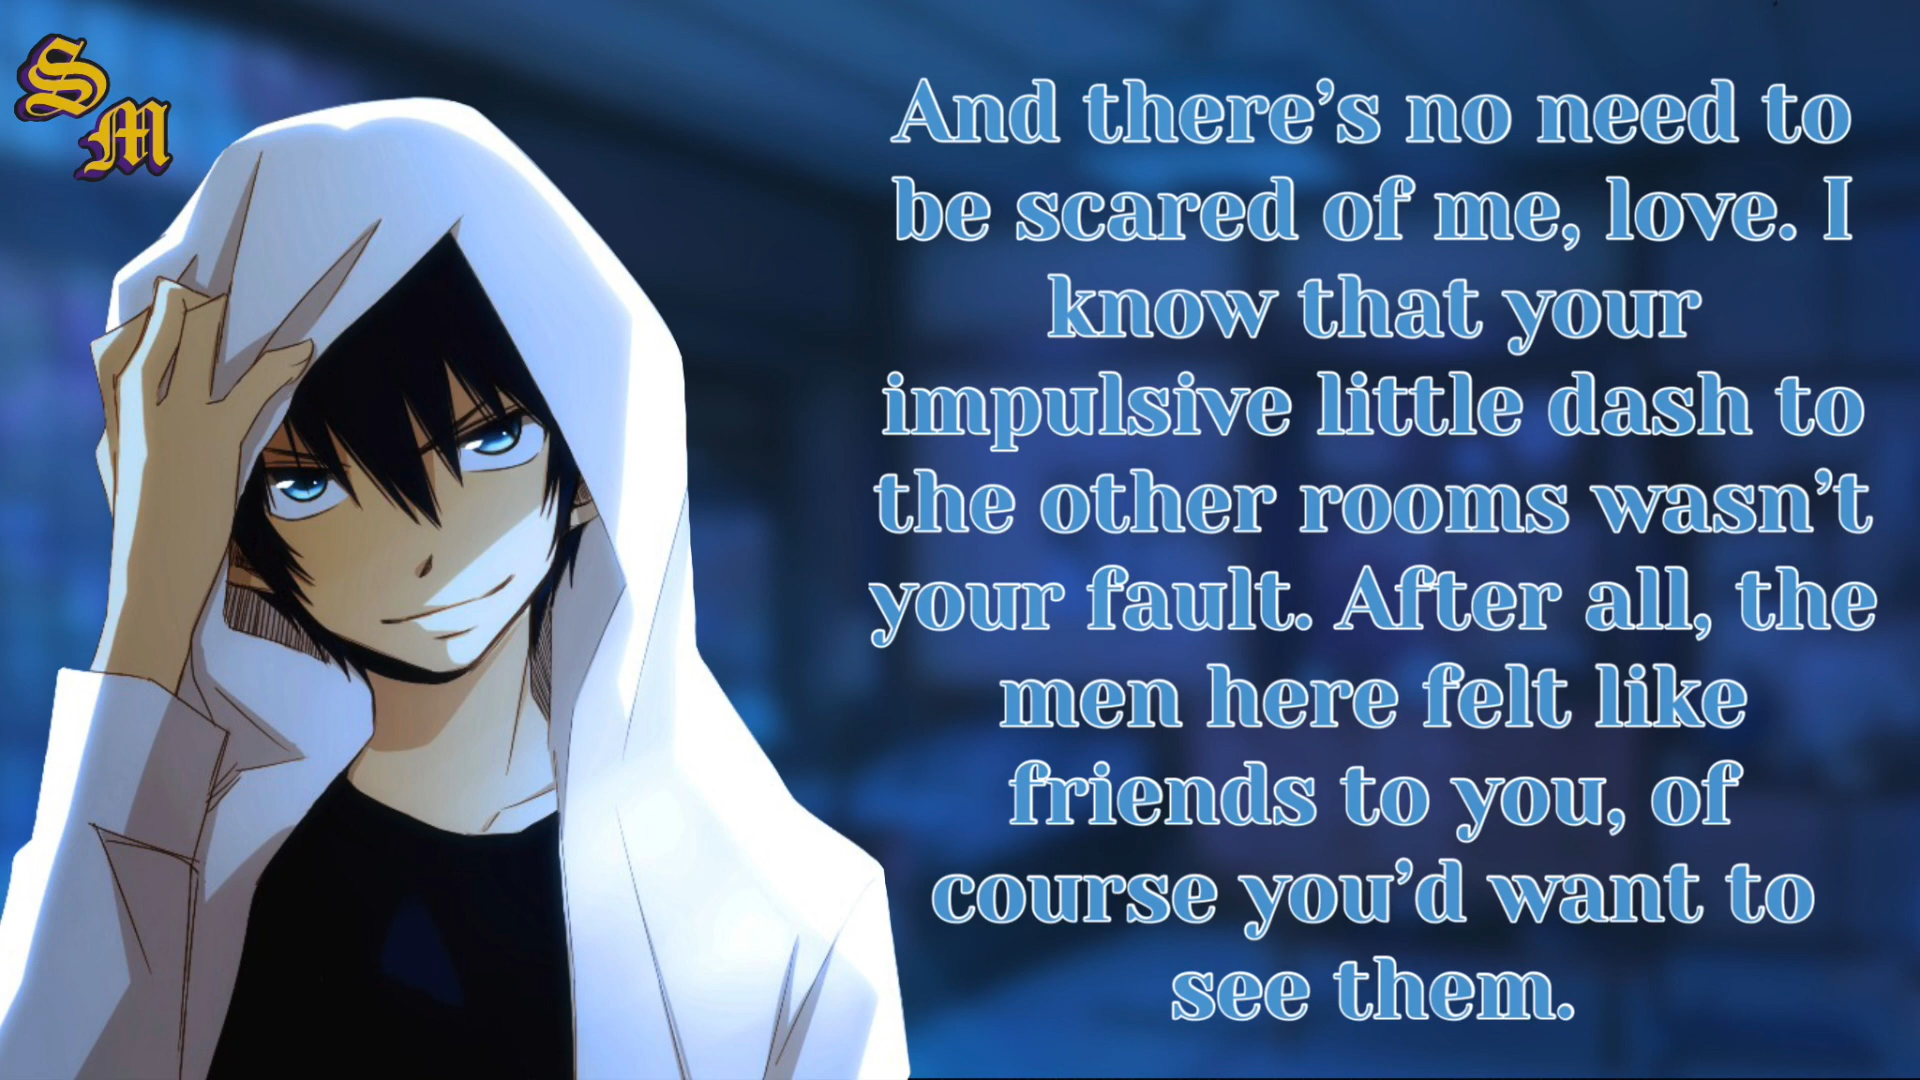 S
M
And there's no need to
be scared of me, love. I
know that your
impulsive little dash to
the other rooms wasn't
your fault. After all, the
men here felt like
friends to you, of
course you'd want to
see them.